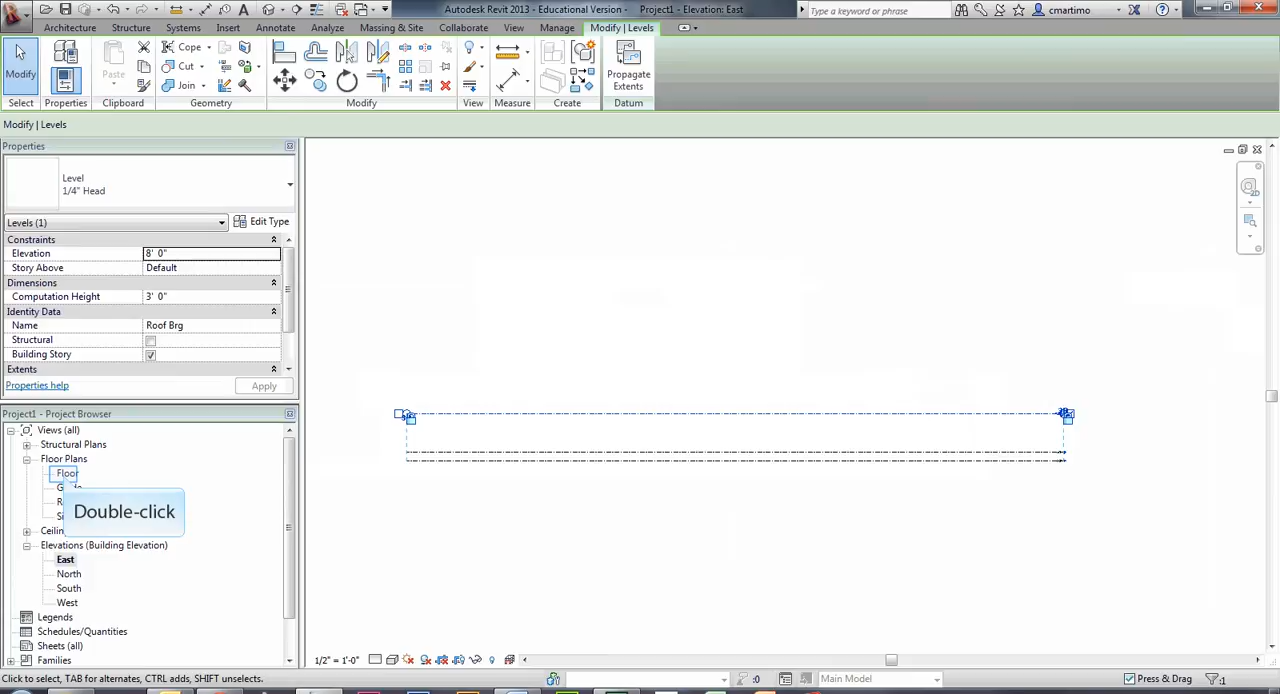 Autodesk Revit 2013 - Educational Version - Project1 - Elevation: East
Type a keyword or phrase
cmartimo
Architecture Structure Systems Insert Annotate Analyze Massing & Site Collaborate View Manage Modify | Levels
Modify
Paste
Cope
Cut
Join
Propagate
Extents
Select Properties Clipboard Geometry Modify View Measure Create Datum
Modify | Levels
Properties
Level
1/4" Head
Levels (1)
Edit Type
Constraints
Elevation 8' 0"
Story Above Default
Dimensions
Computation Height 3' 0"
Identity Data
Name Roof Brg
Structural
Building Story
Extents
Properties help
Apply
Project1 - Project Browser
Views (all)
Structural Plans
Floor Plans
Floor
Double-click
Elevations (Building Elevation)
East
North
South
West
Legends
Schedules/Quantities
Sheets (all)
Families
2D
1/2" = 1'-0"
Click to select, TAB for alternates, CTRL adds, SHIFT unselects.
:0
Main Model
Press & Drag
:1